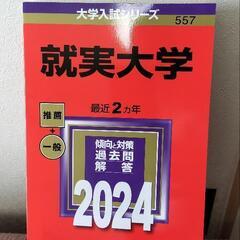 大学入試シリーズ
557
就実大学
最近2カ年
推薦
+
一般
傾向と対策
過去問
解答
2024